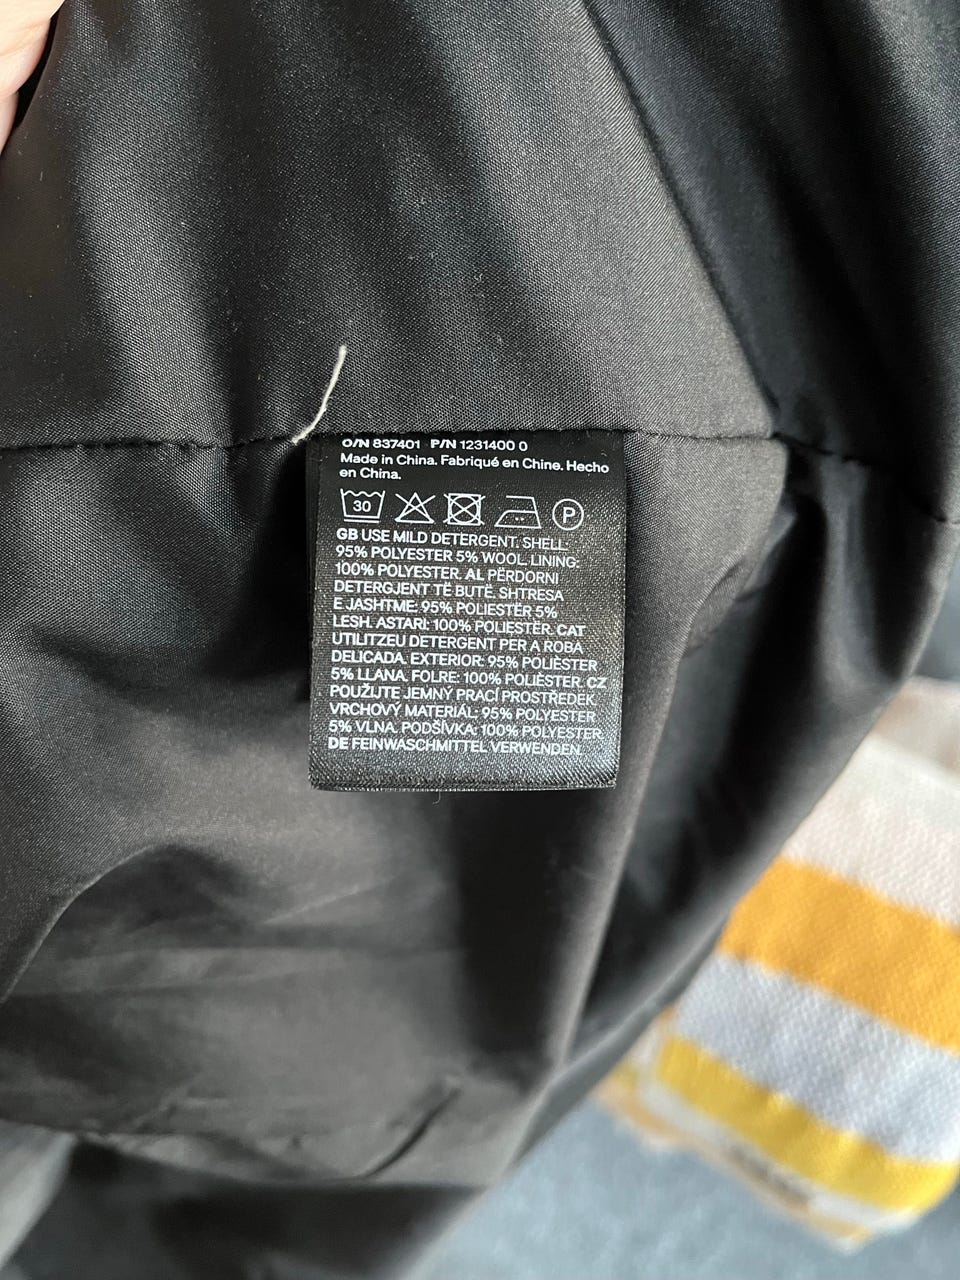 O/N 837401 P/N 1231400 0
Made in China. Fabriqué en Chine. Hecho
en China.
30 P
GB USE MILD DETERGENT. SHELL:
95% POLYESTER 5% WOOL. LINING:
100% POLYESTER. AL PËRDORNI
DETERGJENT TË BUTË. SHTRESA
E JASHTME: 95% POLIESTËR 5%
LESH. ASTARI: 100% POLIESTËR. CAT
UTILITZEU DETERGENT PER A ROBA
DELICADA. EXTERIOR: 95% POLIÈSTER
5% LLANA. FOLRE: 100% POLIÈSTER. CZ
POUŽIJTE JEMNÝ PRACÍ PROSTŘEDEK.
VRCHOVÝ MATERIÁL: 95% POLYESTER
5% VLNA. PODŠÍVKA: 100% POLYESTER.
DE FEINWASCHMITTEL VERWENDEN.